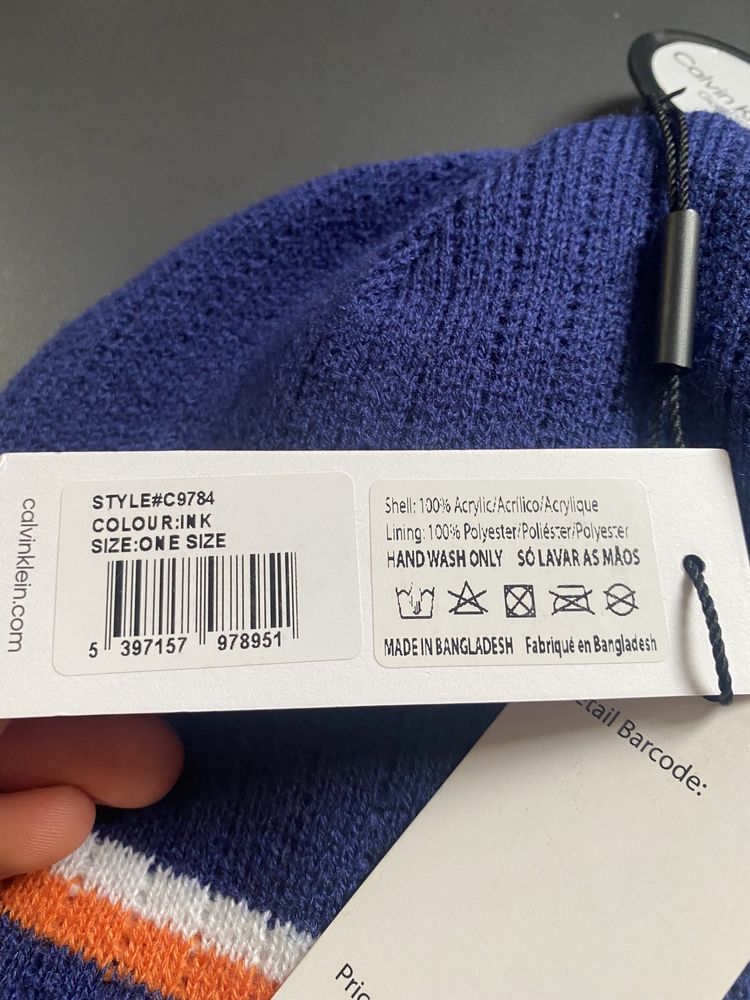 Calvin K
calvinklein.com
STYLE#C9784
COLOUR:INK
SIZE:ONE SIZE
5 397157 978951
Shell: 100% Acrylic/Acrílico/Acrylique
Lining: 100% Polyester/Poliéster/Polyester
HAND WASH ONLY SÓ LAVAR AS MÃOS
MADE IN BANGLADESH Fabriqué en Bangladesh
etail Barcode:
Pric